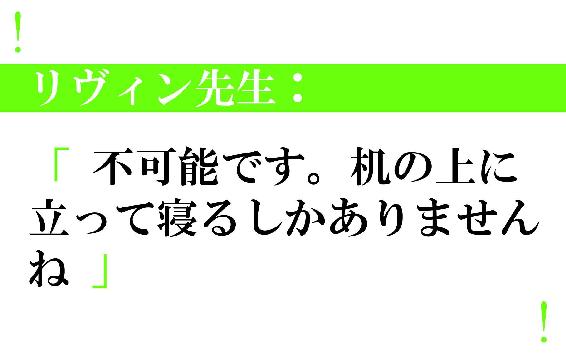 !
リヴィン先生：
「 不可能です。机の上に
立って寝るしかありません
ね 」
!